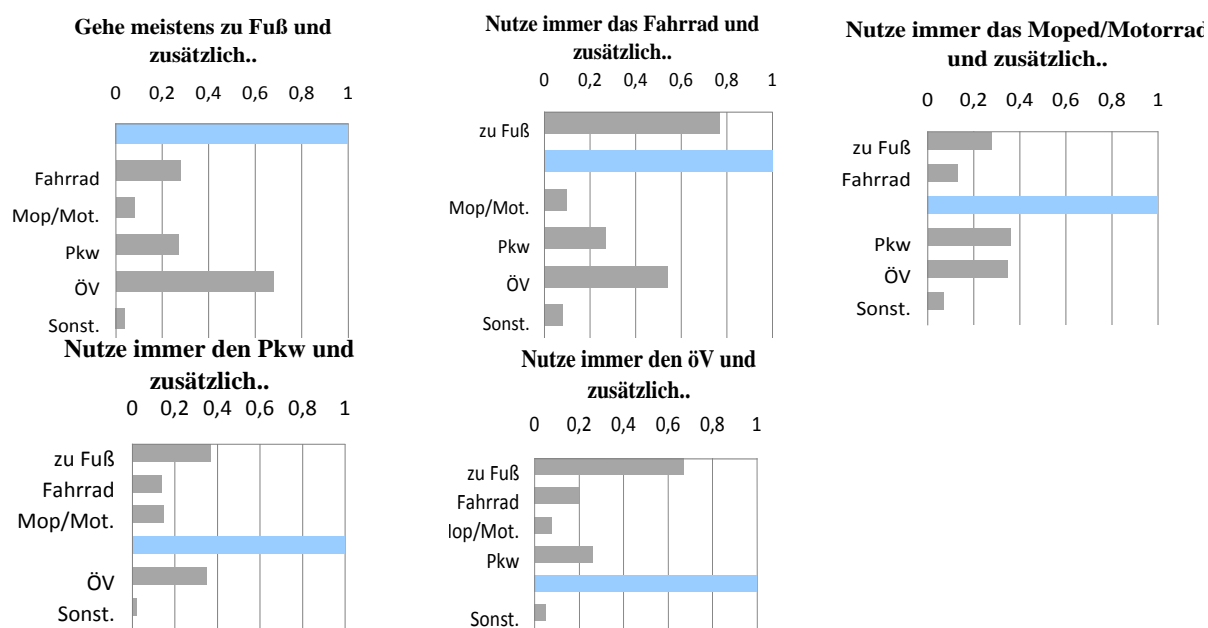 Gehe meistens zu Fuß und
zusätzlich..
0 0,2 0,4 0,6 0,8 1
Fahrrad
Mop/Mot.
Pkw
ÖV
Sonst.
Nutze immer das Fahrrad und
zusätzlich..
0 0,2 0,4 0,6 0,8 1
zu Fuß
Mop/Mot.
Pkw
ÖV
Sonst.
Nutze immer das Moped/Motorrad
und zusätzlich..
0 0,2 0,4 0,6 0,8 1
zu Fuß
Fahrrad
Pkw
ÖV
Sonst.
Nutze immer den Pkw und
zusätzlich..
0 0,2 0,4 0,6 0,8 1
zu Fuß
Fahrrad
Mop/Mot.
ÖV
Sonst.
Nutze immer den öV und
zusätzlich..
0 0,2 0,4 0,6 0,8 1
zu Fuß
Fahrrad
lop/Mot.
Pkw
Sonst.